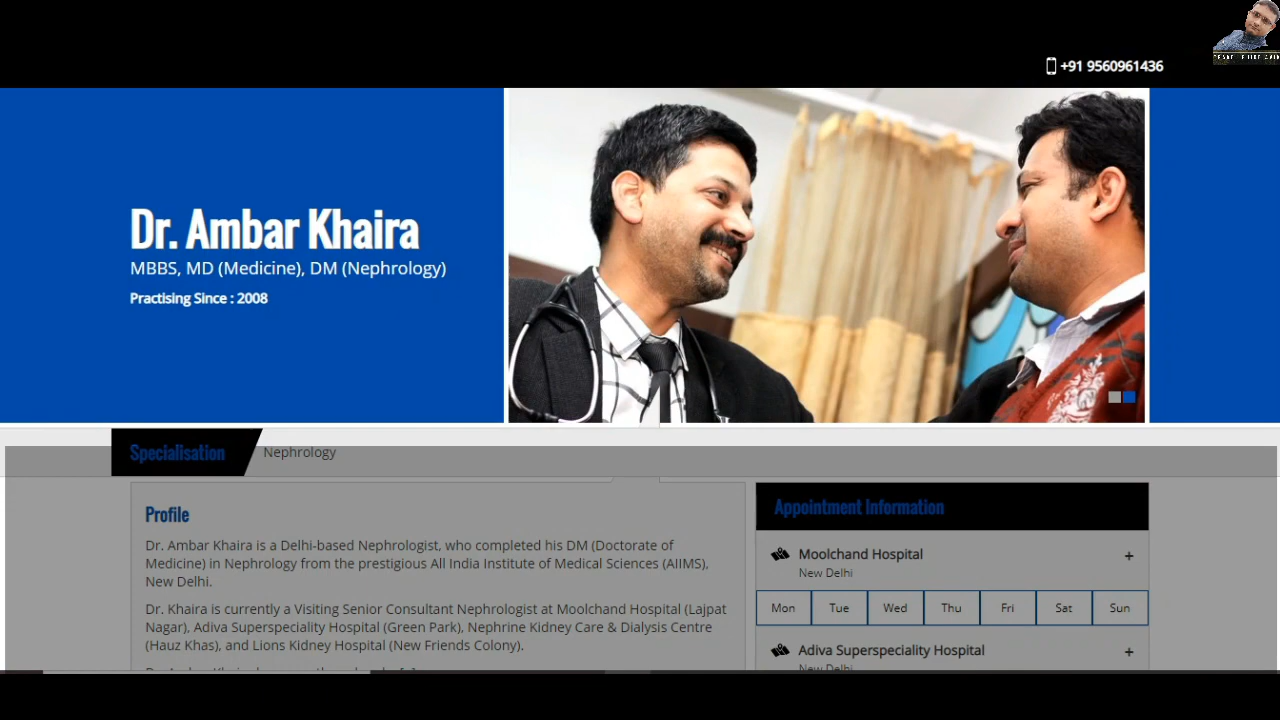 +91 9560961436
Dr. Ambar Khaira
MBBS, MD (Medicine), DM (Nephrology)
Practising Since : 2008
Specialisation
Nephrology
Profile
Dr. Ambar Khaira is a Delhi-based Nephrologist, who completed his DM (Doctorate of
Medicine) in Nephrology from the prestigious All India Institute of Medical Sciences (AIIMS),
New Delhi.
Dr. Khaira is currently a Visiting Senior Consultant Nephrologist at Moolchand Hospital (Lajpat
Nagar), Adiva Superspeciality Hospital (Green Park), Nephrine Kidney Care & Dialysis Centre
(Hauz Khas), and Lions Kidney Hospital (New Friends Colony).
Appointment Information
Moolchand Hospital +
New Delhi
Mon Tue Wed Thu Fri Sat Sun
Adiva Superspeciality Hospital +
New Delhi